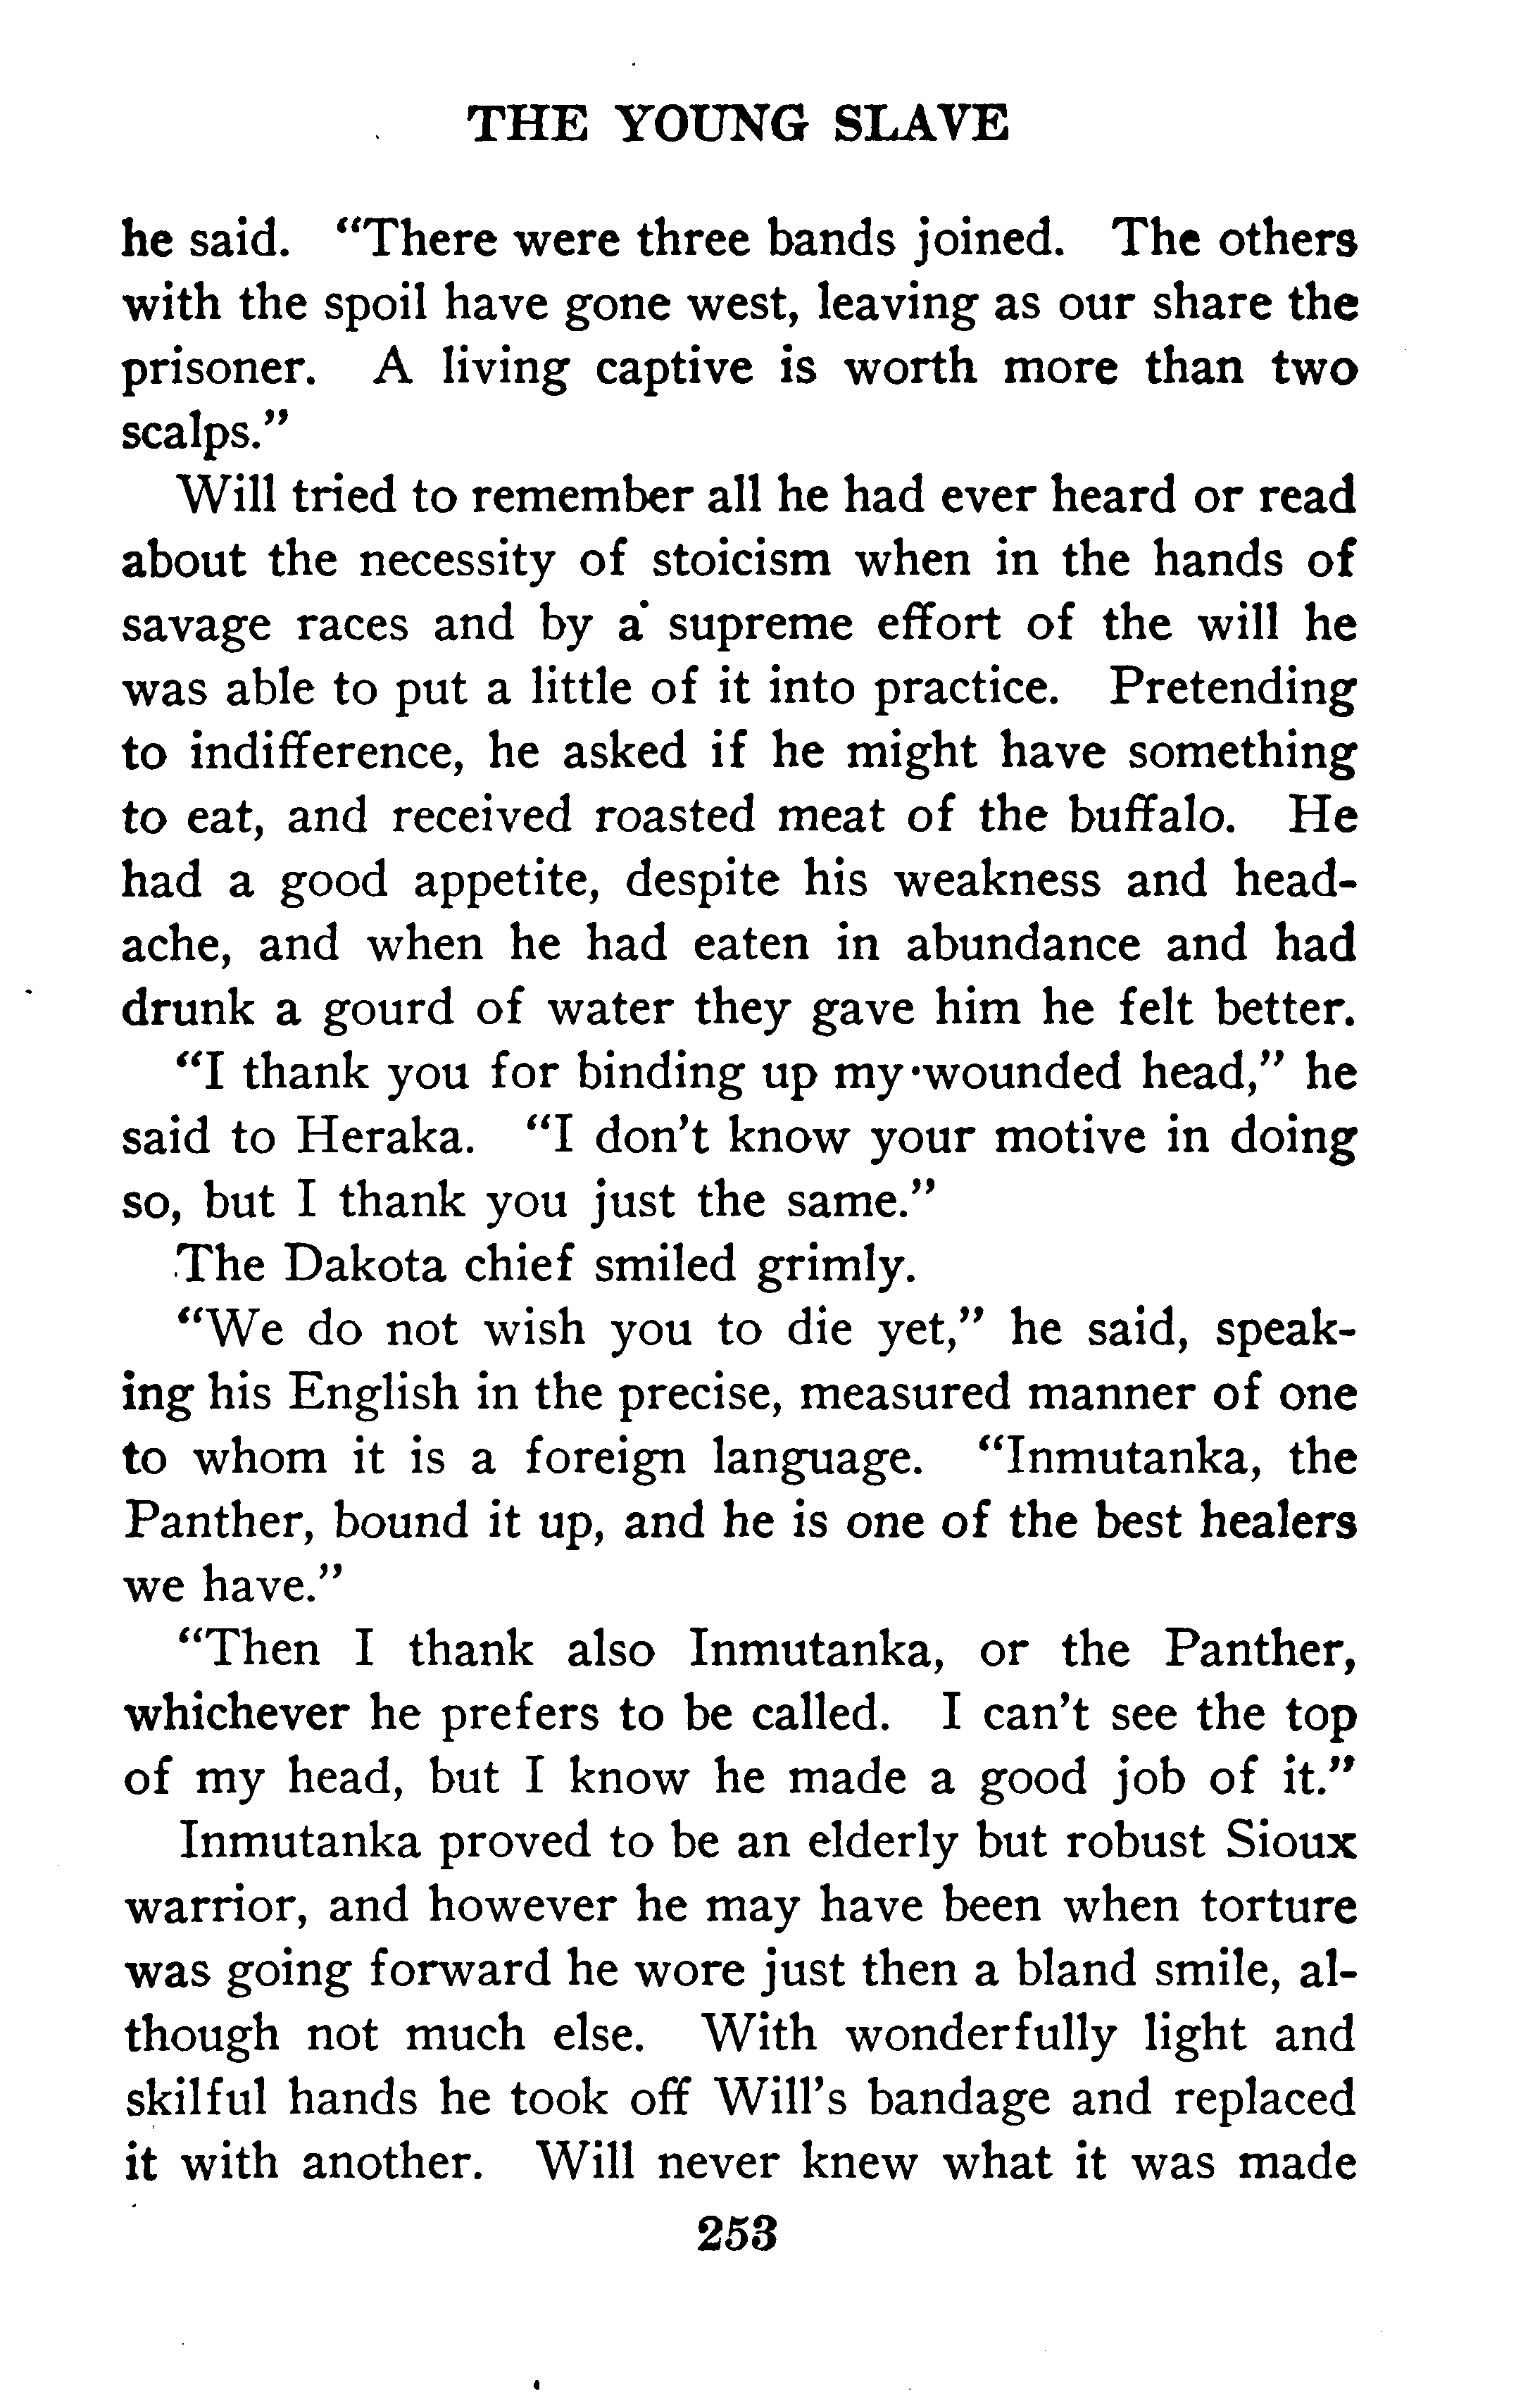 THE YOUNG SLAVE
he said. "There were three bands joined. The others
with the spoil have gone west, leaving as our share the
prisoner. A living captive is worth more than two
scalps."
Will tried to remember all he had ever heard or read
about the necessity of stoicism when in the hands of
savage races and by a supreme effort of the will he
was able to put a little of it into practice. Pretending
to indifference, he asked if he might have something
to eat, and received roasted meat of the buffalo. He
had a good appetite, despite his weakness and head-
ache, and when he had eaten in abundance and had
drunk a gourd of water they gave him he felt better.
"I thank you for binding up my wounded head," he
said to Heraka. "I don't know your motive in doing
so, but I thank you just the same."
The Dakota chief smiled grimly.
"We do not wish you to die yet," he said, speak-
ing his English in the precise, measured manner of one
to whom it is a foreign language. "Inmutanka, the
Panther, bound it up, and he is one of the best healers
we have."
"Then I thank also Inmutanka, or the Panther,
whichever he prefers to be called. I can't see the top
of my head, but I know he made a good job of it."
Inmutanka proved to be an elderly but robust Sioux
warrior, and however he may have been when torture
was going forward he wore just then a bland smile, al-
though not much else. With wonderfully light and
skilful hands he took off Will's bandage and replaced
it with another. Will never knew what it was made
253